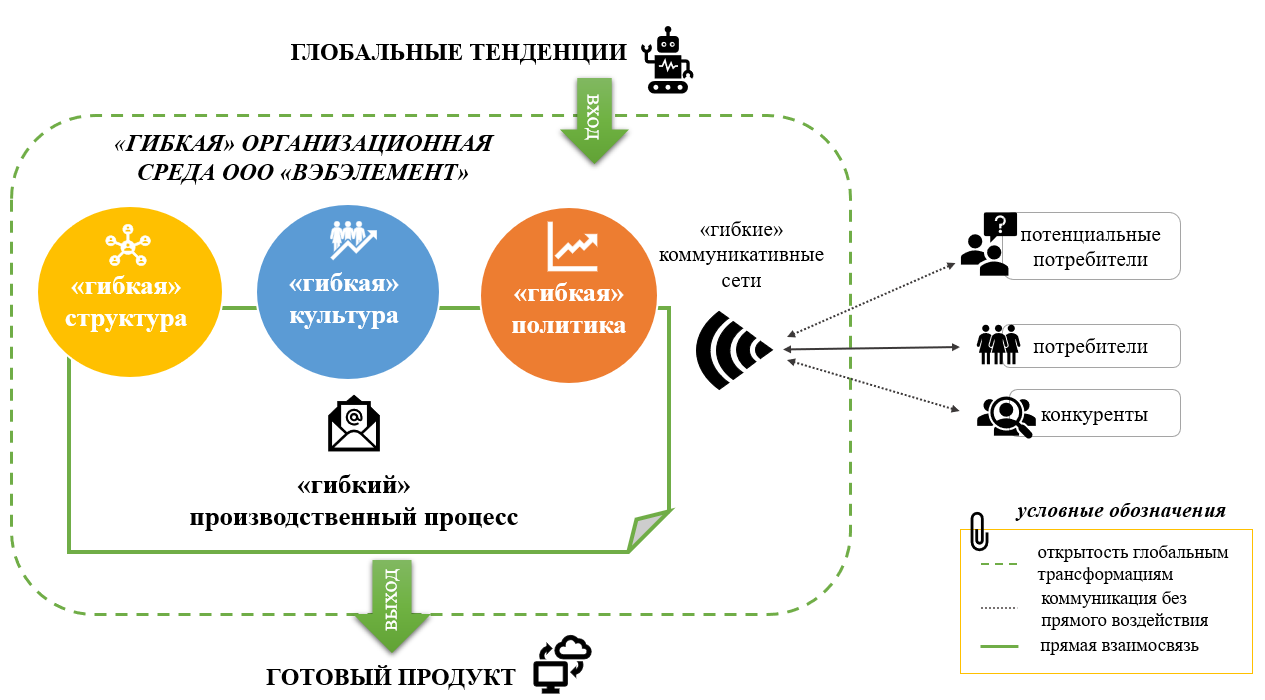 ГЛОБАЛЬНЫЕ ТЕНДЕНЦИИ
ВХОД
«ГИБКАЯ» ОРГАНИЗАЦИОННАЯ
СРЕДА ООО «ВЭБЭЛЕМЕНТ»
«гибкая»
структура
«гибкая»
культура
«гибкая»
политика
«гибкие»
коммуникативные
сети
?
потенциальные
потребители
потребители
конкуренты
@
«гибкий»
производственный процесс
ВЫХОД
ГОТОВЫЙ ПРОДУКТ
условные обозначения
открытость глобальным
трансформациям
коммуникация без
прямого воздействия
прямая взаимосвязь